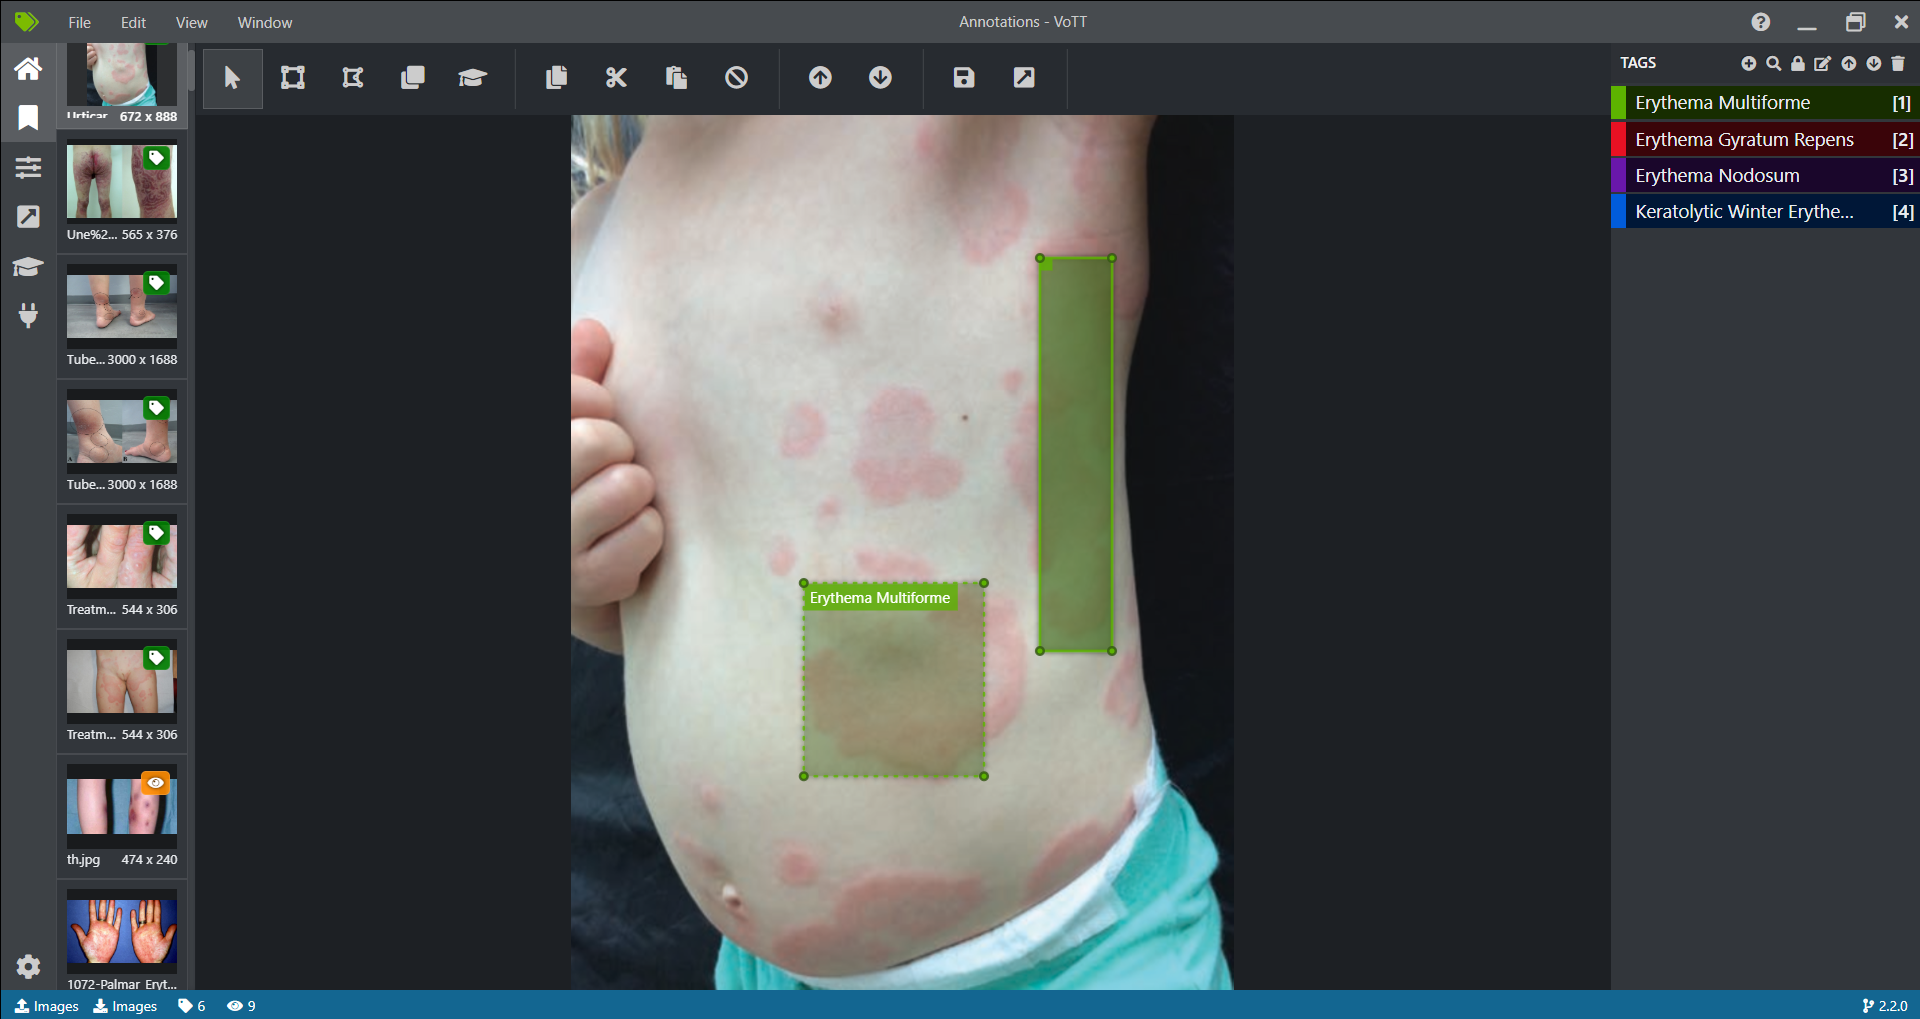 File Edit View Window
Annotations - VoTT
Urticar 672 x 888
Une%2... 565 x 376
Tube... 3000 x 1688
Tube... 3000 x 1688
Treatm... 544 x 306
Treatm... 544 x 306
th.jpg 474 x 240
1072-Palmar Eryt...
Erythema Multiforme
TAGS
Erythema Multiforme [1]
Erythema Gyratum Repens [2]
Erythema Nodosum [3]
Keratolytic Winter Erythe... [4]
Images Images 6 9
2.2.0